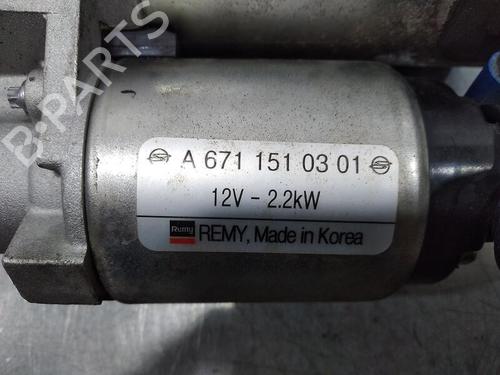 B-PARTS
A 671 151 03 01
12V - 2.2kW
Remy REMY, Made in Korea